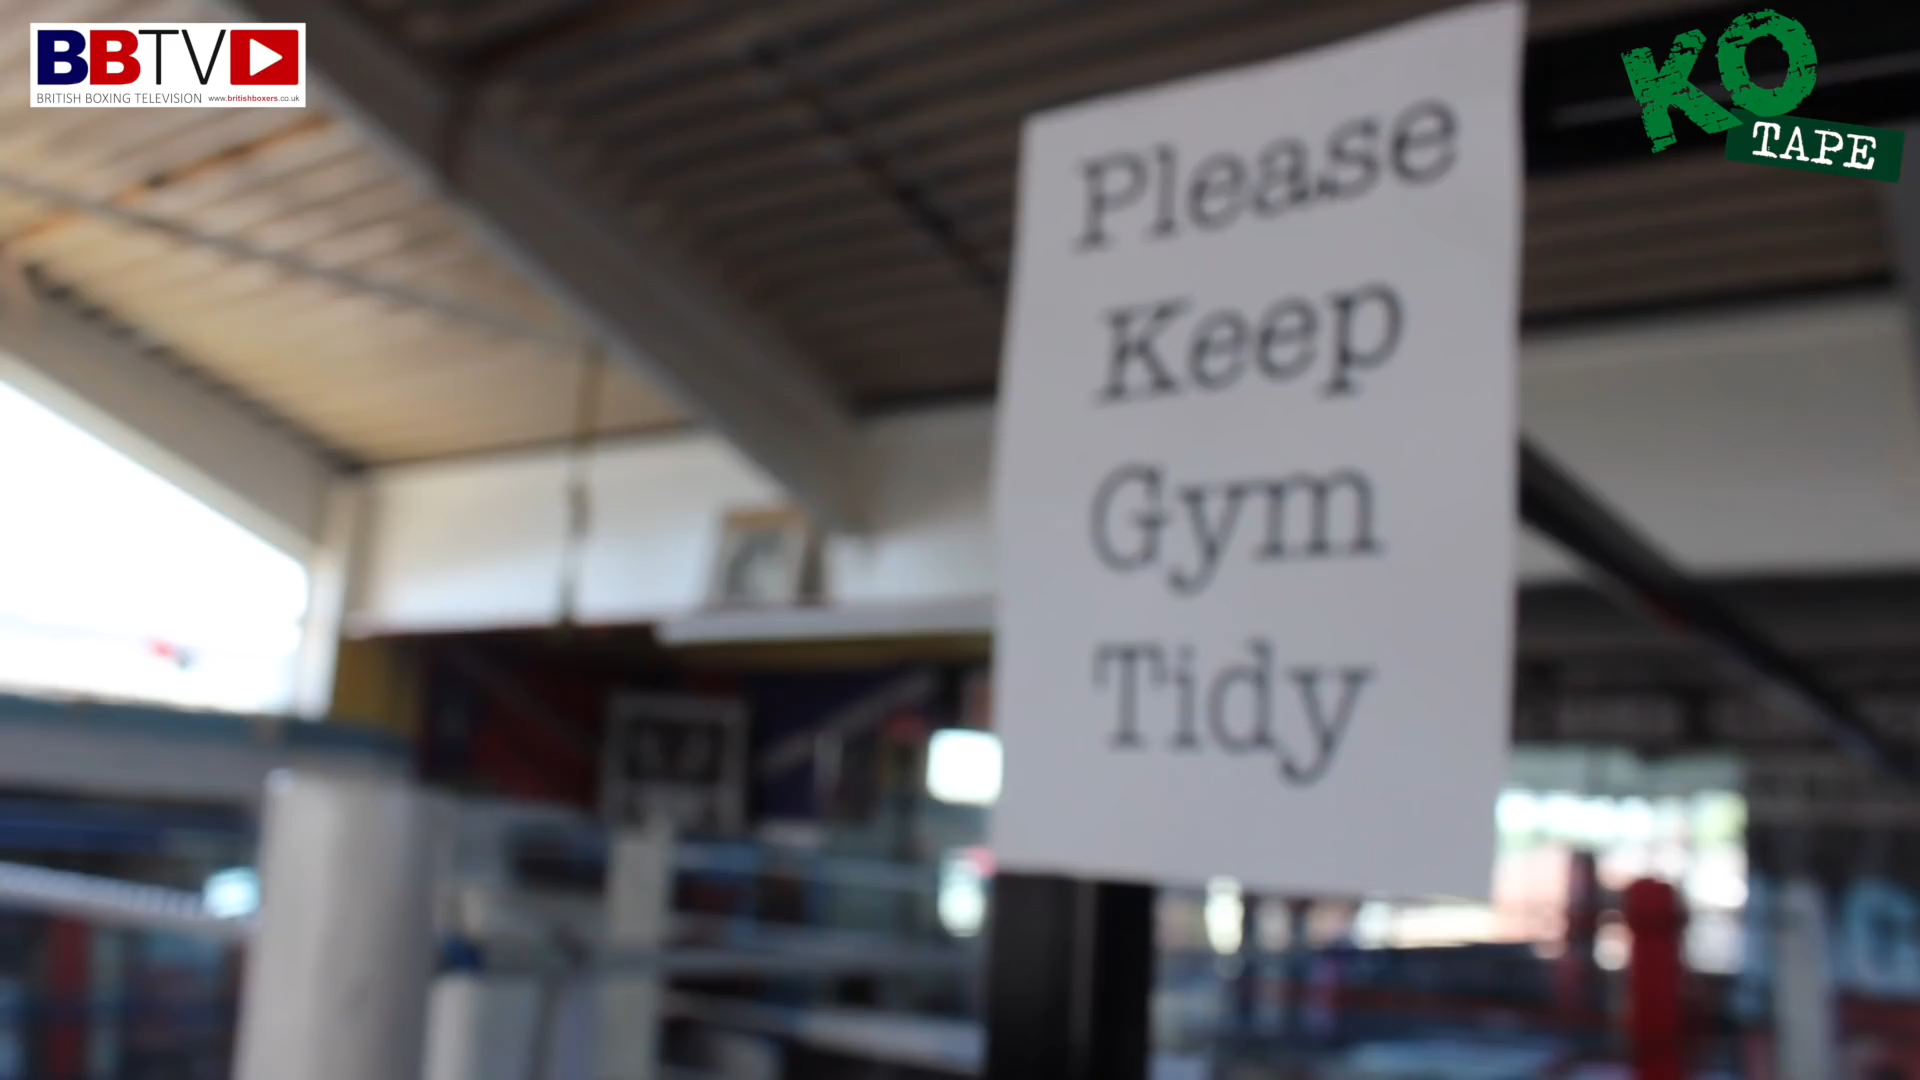 BBTV
BRITISH BOXING TELEVISION www.britishboxers.co.uk
KO
TAPE
Please
Keep
Gym
Tidy